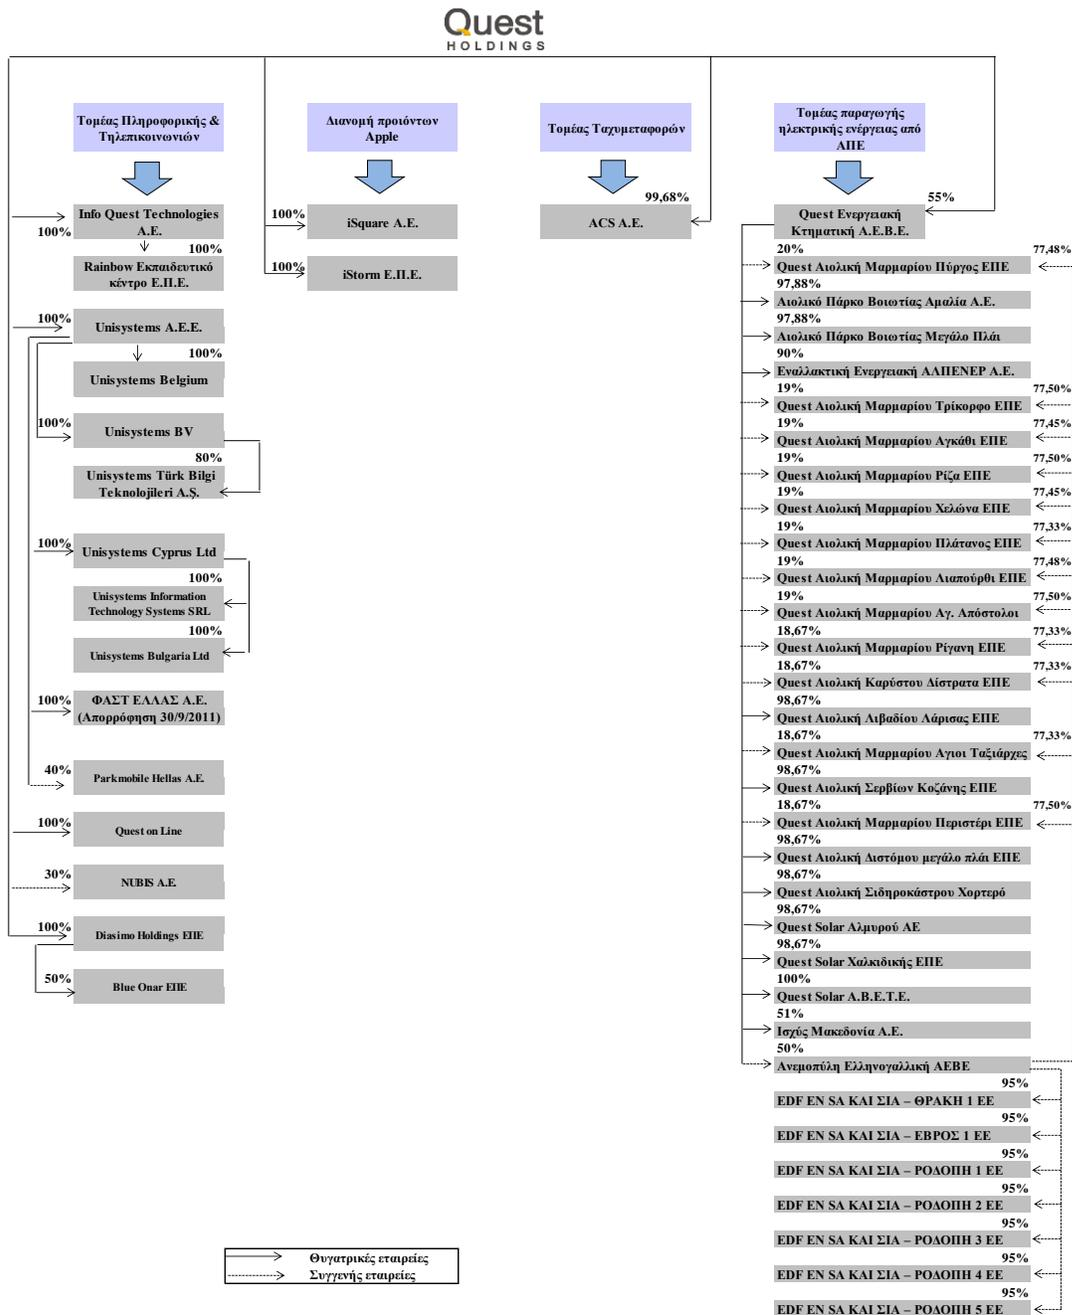 Quest
HOLDINGS
Τομέας Πληροφορικής &
Τηλεπικοινωνιών
Info Quest Technologies
Α.Ε.
100%
100%
Rainbow Εκπαιδευτικό
κέντρο Ε.Π.Ε.
100%
Unisystems Α.Ε.Ε.
100%
Unisystems Belgium
100%
Unisystems BV
80%
Unisystems Türk Bilgi
Teknolojileri A.Ş.
100%
Unisystems Cyprus Ltd
100%
Unisystems Information
Technology Systems SRL
100%
Unisystems Bulgaria Ltd
100%
ΦΑΣΤ ΕΛΛΑΣ Α.Ε.
(Απορρόφηση 30/9/2011)
40%
Parkmobile Hellas Α.Ε.
100%
Quest on Line
30%
NUBIS Α.Ε.
100%
Diasimo Holdings ΕΠΕ
50%
Blue Onar ΕΠΕ
Διανομή προιόντων
Apple
100%
iSquare Α.Ε.
100%
iStorm Ε.Π.Ε.
Τομέας Ταχυμεταφορών
99,68%
ACS Α.Ε.
Τομέας παραγωγής
ηλεκτρικής ενέργειας από
ΑΠΕ
55%
Quest Ενεργειακή
Κτηματική Α.Ε.Β.Ε.
20% 77,48%
Quest Αιολική Μαρμαρίου Πύργος ΕΠΕ
97,88%
Αιολικό Πάρκο Βοιωτίας Αμαλία Α.Ε.
97,88%
Αιολικό Πάρκο Βοιωτίας Μεγάλο Πλάι
90%
Εναλλακτική Ενεργειακή ΑΛΠΕΝΕΡ Α.Ε.
19% 77,50%
Quest Αιολική Μαρμαρίου Τρίκορφο ΕΠΕ
19% 77,45%
Quest Αιολική Μαρμαρίου Αγκάθι ΕΠΕ
19% 77,50%
Quest Αιολική Μαρμαρίου Ρίζα ΕΠΕ
19% 77,45%
Quest Αιολική Μαρμαρίου Χελώνα ΕΠΕ
19% 77,33%
Quest Αιολική Μαρμαρίου Πλάτανος ΕΠΕ
19% 77,48%
Quest Αιολική Μαρμαρίου Λιαπούρθι ΕΠΕ
19% 77,50%
Quest Αιολική Μαρμαρίου Αγ. Απόστολοι
18,67% 77,33%
Quest Αιολική Μαρμαρίου Ρίγανη ΕΠΕ
18,67% 77,33%
Quest Αιολική Καρύστου Δίστρατα ΕΠΕ
98,67%
Quest Αιολική Λιβαδίου Λάρισας ΕΠΕ
18,67% 77,33%
Quest Αιολική Μαρμαρίου Αγιοι Ταξιάρχες
98,67%
Quest Αιολική Σερβίων Κοζάνης ΕΠΕ
18,67% 77,50%
Quest Αιολική Μαρμαρίου Περιστέρι ΕΠΕ
98,67%
Quest Αιολική Διστόμου μεγάλο πλάι ΕΠΕ
98,67%
Quest Αιολική Σιδηροκάστρου Χορτερό
98,67%
Quest Solar Αλμυρού ΑΕ
98,67%
Quest Solar Χαλκιδικής ΕΠΕ
100%
Quest Solar Α.Β.Ε.Τ.Ε.
51%
Ισχύς Μακεδονία Α.Ε.
50%
Ανεμοπύλη Ελληνογαλλική ΑΕΒΕ
95%
EDF EN SA ΚΑΙ ΣΙΑ – ΘΡΑΚΗ 1 ΕΕ
95%
EDF EN SA ΚΑΙ ΣΙΑ – ΕΒΡΟΣ 1 ΕΕ
95%
EDF EN SA ΚΑΙ ΣΙΑ – ΡΟΔΟΠΗ 1 ΕΕ
95%
EDF EN SA ΚΑΙ ΣΙΑ – ΡΟΔΟΠΗ 2 ΕΕ
95%
EDF EN SA ΚΑΙ ΣΙΑ – ΡΟΔΟΠΗ 3 ΕΕ
95%
EDF EN SA ΚΑΙ ΣΙΑ – ΡΟΔΟΠΗ 4 ΕΕ
95%
EDF EN SA ΚΑΙ ΣΙΑ – ΡΟΔΟΠΗ 5 ΕΕ
Θυγατρικές εταιρείες
Συγγενής εταιρείες